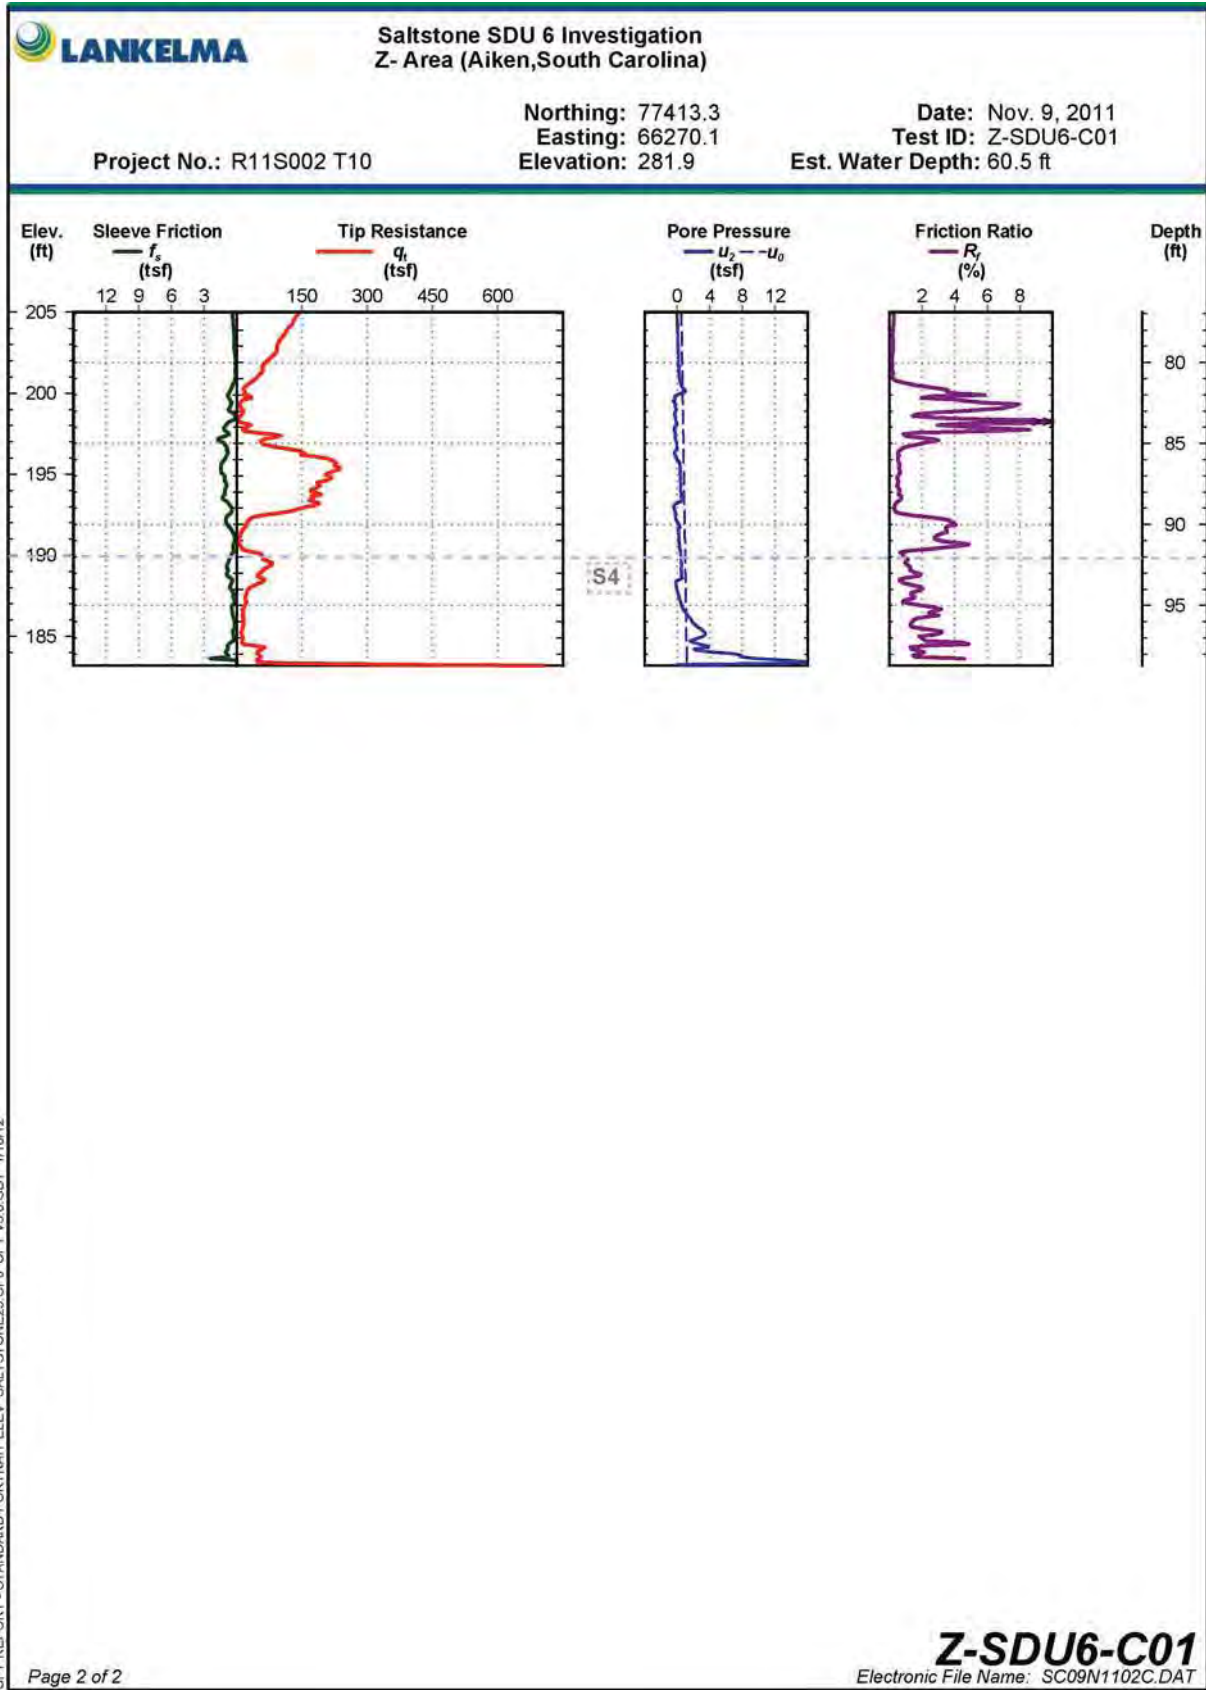 LANKELMA
Saltstone SDU 6 Investigation
Z- Area (Aiken,South Carolina)
Northing: 77413.3
Date: Nov. 9, 2011
Easting: 66270.1
Test ID: Z-SDU6-C01
Project No.: R11S002 T10
Elevation: 281.9
Est. Water Depth: 60.5 ft
Elev. (ft)
Sleeve Friction
fs
(tsf)
Tip Resistance
qt
(tsf)
Pore Pressure
u2 u0
(tsf)
Friction Ratio
Rf
(%)
Depth (ft)
12 9 6 3 150 300 450 600
0 4 8 12
2 4 6 8
205
200
195
190
185
S4
80
85
90
95
Page 2 of 2
Z-SDU6-C01
Electronic File Name: SC09N1102C.DAT